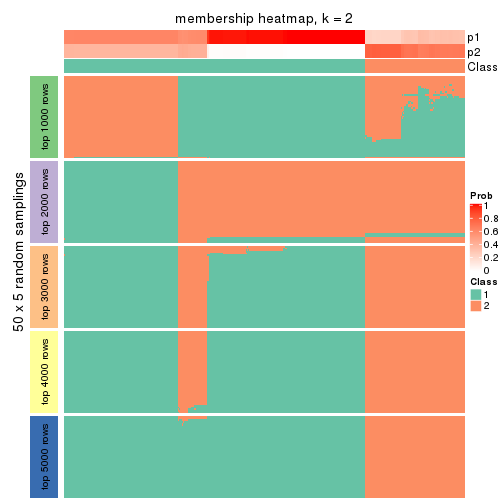 membership heatmap, k = 2
p1
p2
Class
50 x 5 random samplings
top 1000 rows
top 2000 rows
top 3000 rows
top 4000 rows
top 5000 rows
Prob
1
0.8
0.6
0.4
0.2
0
Class
1
2